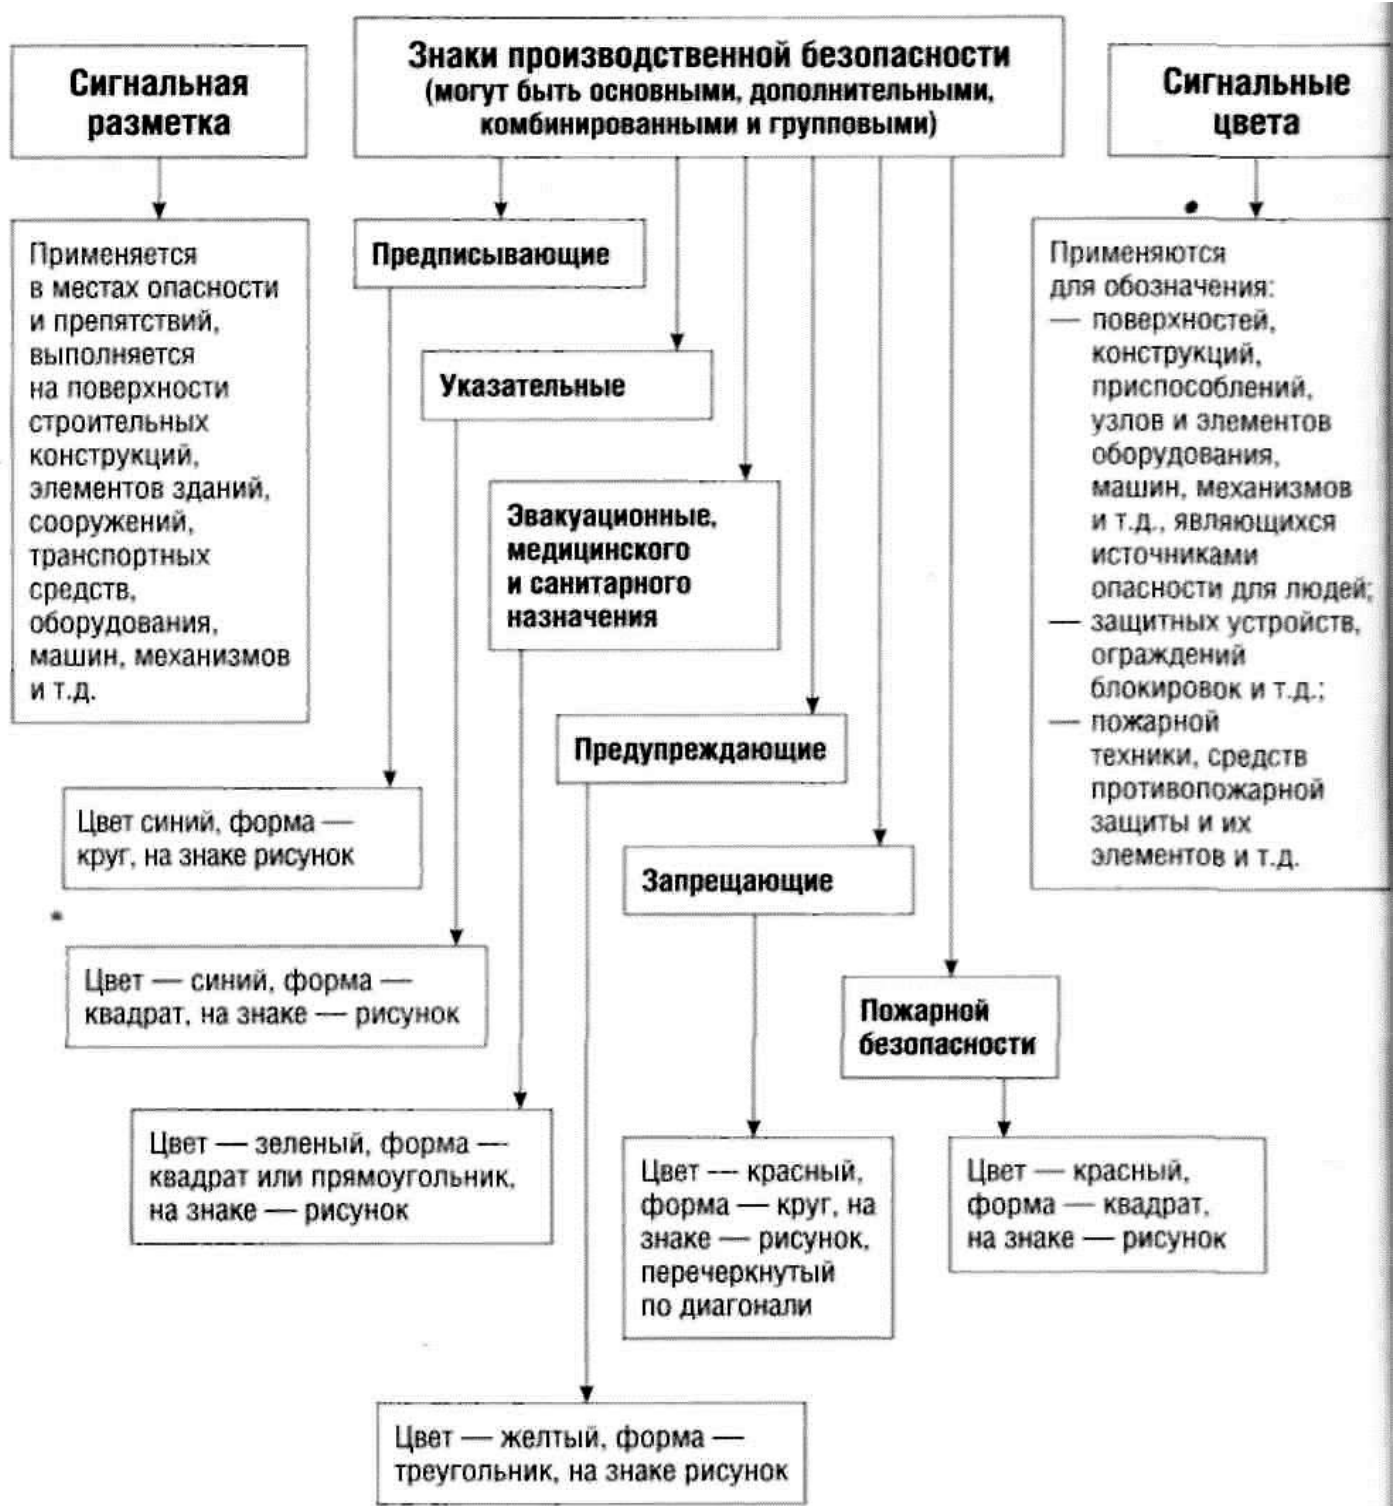 Сигнальная
разметка
Знаки производственной безопасности
(могут быть основными, дополнительными,
комбинированными и групповыми)
Сигнальные
цвета
Применяется
в местах опасности
и препятствий,
выполняется
на поверхности
строительных
конструкций,
элементов зданий,
сооружений,
транспортных
средств,
оборудования,
машин, механизмов
и т.д.
Предписывающие
Указательные
Эвакуационные,
медицинского
и санитарного
назначения
Предупреждающие
Запрещающие
Пожарной
безопасности
Применяются
для обозначения:
— поверхностей,
конструкций,
приспособлений,
узлов и элементов
оборудования,
машин, механизмов
и т.д., являющихся
источниками
опасности для людей;
— защитных устройств,
ограждений
блокировок и т.д.;
— пожарной
техники, средств
противопожарной
защиты и их
элементов и т.д.
Цвет синий, форма —
круг, на знаке рисунок
Цвет — синий, форма —
квадрат, на знаке — рисунок
Цвет — зеленый, форма —
квадрат или прямоугольник,
на знаке — рисунок
Цвет — красный,
форма — круг, на
знаке — рисунок,
перечеркнутый
по диагонали
Цвет — красный,
форма — квадрат,
на знаке — рисунок
Цвет — желтый, форма —
треугольник, на знаке рисунок